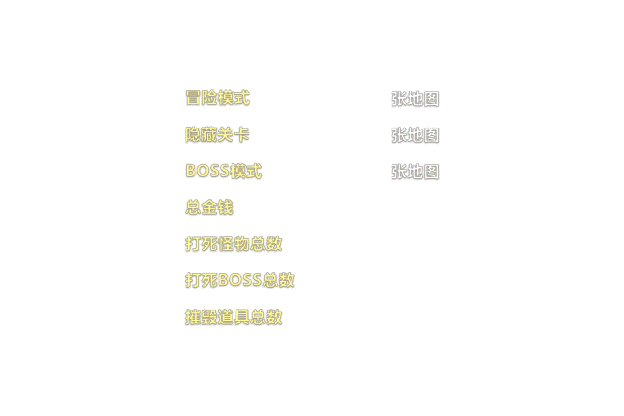 冒险模式 张地图
隐藏关卡 张地图
BOSS模式 张地图
总金钱
打死怪物总数
打死BOSS总数
摧毁道具总数